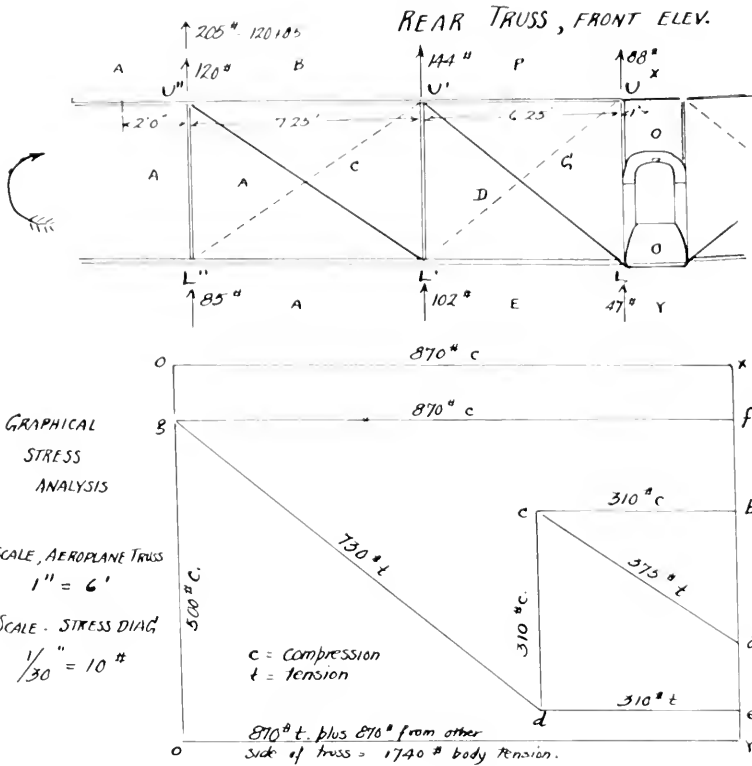 REAR TRUSS, FRONT ELEV.
205# 120+85
A
120#
B
144#
P
88#
X
U"
U'
U
2'0'
7.25'
6.25'
1'
A
A
C
D
G
O
O
L"
L'
L
85#
A
102#
E
47#
Y
870# c
O
x
870# c
g
f
GRAPHICAL
STRESS
ANALYSIS
c
310# c
b
SCALE, AEROPLANE TRUSS
1" = 6'
730# t
375# t
500# C.
310# C.
a
SCALE - STRESS DIAG
1/30" = 10#
c = compression
t = tension
310# t
d
e
870# t. plus 870# from other
side of truss = 1740# body tension.
O
Y